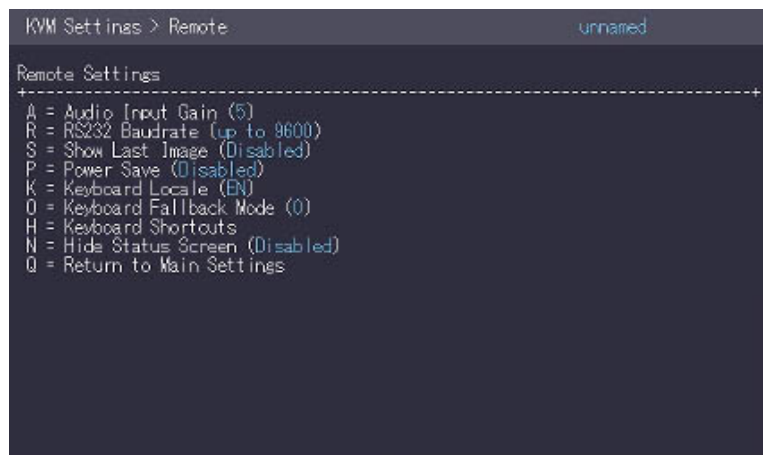 KVM Settings > Remote unnamed
Remote Settings
+------------------------------------------------------------------------+
A = Audio Input Gain (5)
R = RS232 Baudrate (up to 9600)
S = Show Last Image (Disabled)
P = Power Save (Disabled)
K = Keyboard Locale (EN)
O = Keyboard Fallback Mode (0)
H = Keyboard Shortcuts
N = Hide Status Screen (Disabled)
Q = Return to Main Settings